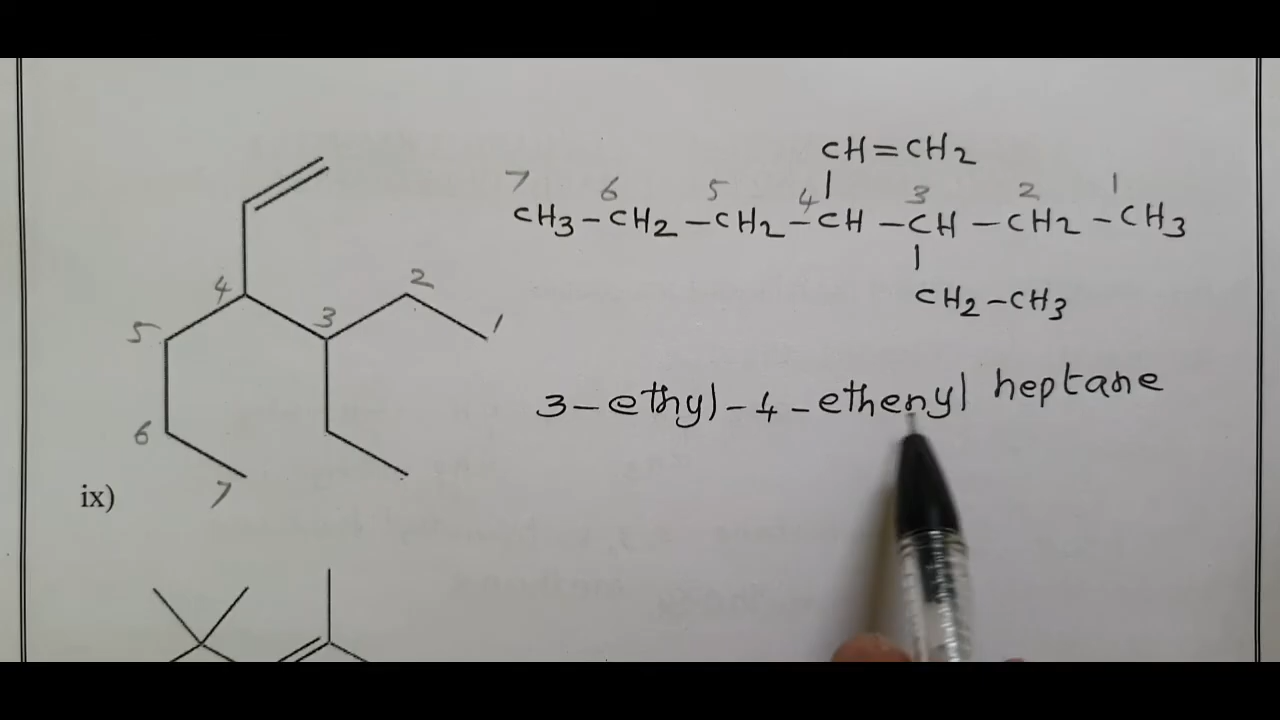 CH=CH2
7 6 5 4 3 2 1
CH3-CH2-CH2-CH-CH-CH2-CH3
CH2-CH3
4 3 2 1
5
6
7
3-ethyl-4-ethenyl heptane
ix)